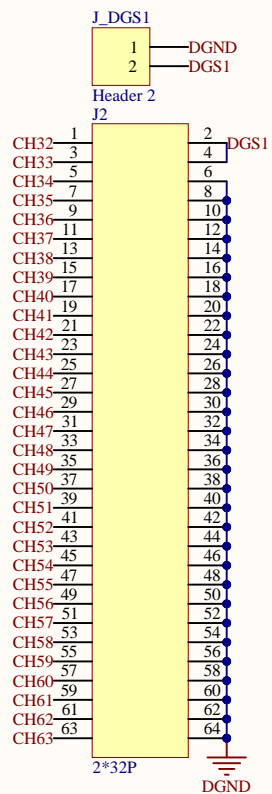 J_DGS1
1 DGND
2 DGS1
Header 2
J2
CH32 1 2 DGS1
CH33 3 4
CH34 5 6
CH35 7 8
CH36 9 10
CH37 11 12
CH38 13 14
CH39 15 16
CH40 17 18
CH41 19 20
CH42 21 22
CH43 23 24
CH44 25 26
CH45 27 28
CH46 29 30
CH47 31 32
CH48 33 34
CH49 35 36
CH50 37 38
CH51 39 40
CH52 41 42
CH53 43 44
CH54 45 46
CH55 47 48
CH56 49 50
CH57 51 52
CH58 53 54
CH59 55 56
CH60 57 58
CH61 59 60
CH62 61 62
CH63 63 64
2*32P
DGND